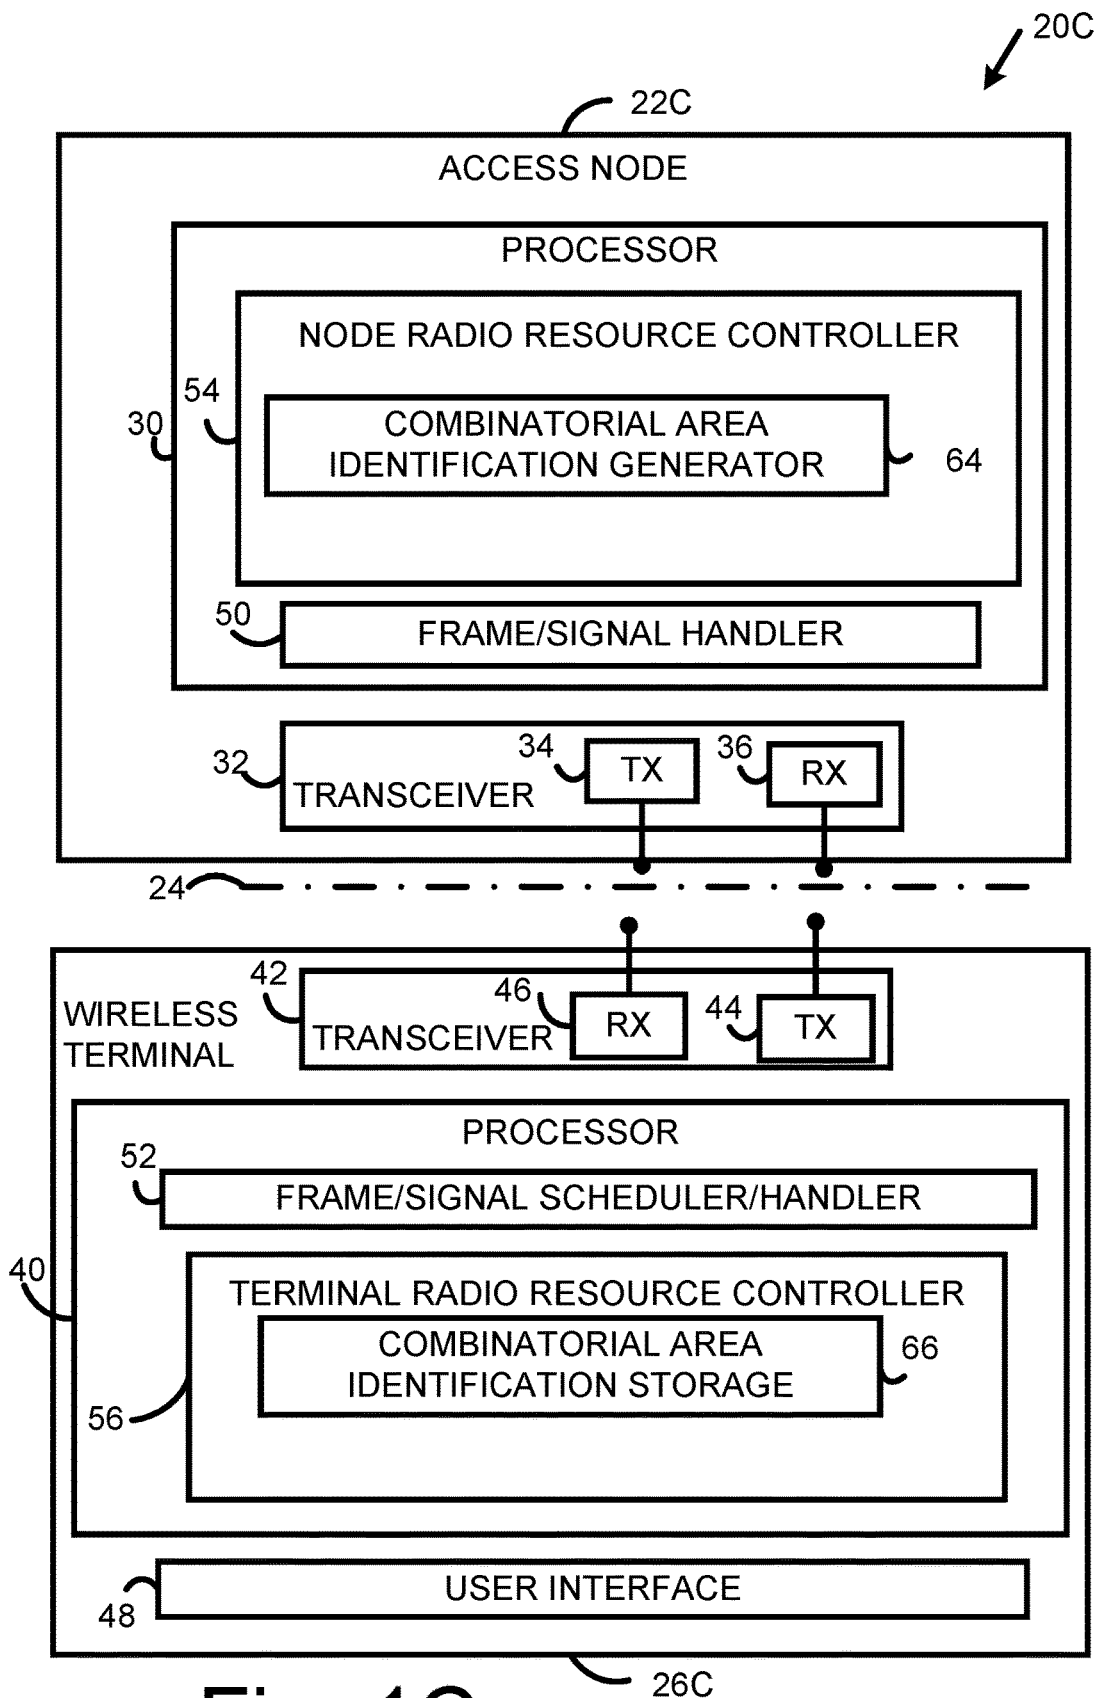 20C
22C
ACCESS NODE
PROCESSOR
NODE RADIO RESOURCE CONTROLLER
54
30
COMBINATORIAL AREA
IDENTIFICATION GENERATOR
64
50
FRAME/SIGNAL HANDLER
32
TRANSCEIVER
34
TX
36
RX
24
WIRELESS
TERMINAL
42
TRANSCEIVER
46
RX
44
TX
PROCESSOR
52
FRAME/SIGNAL SCHEDULER/HANDLER
40
TERMINAL RADIO RESOURCE CONTROLLER
COMBINATORIAL AREA
IDENTIFICATION STORAGE
66
56
USER INTERFACE
48
26C